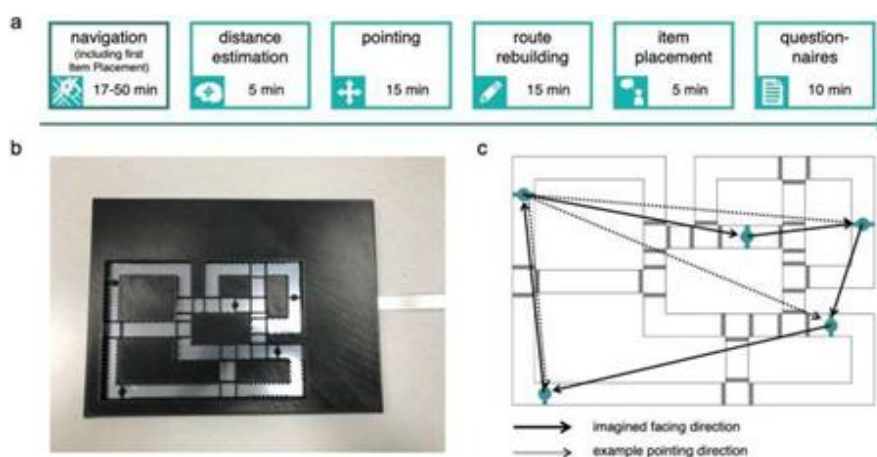 a
navigation
(including first
Item Placement)
17-50 min
distance
estimation
5 min
pointing
15 min
route
rebuilding
15 min
item
placement
5 min
question-
naires
10 min
b
c
imagined facing direction
example pointing direction